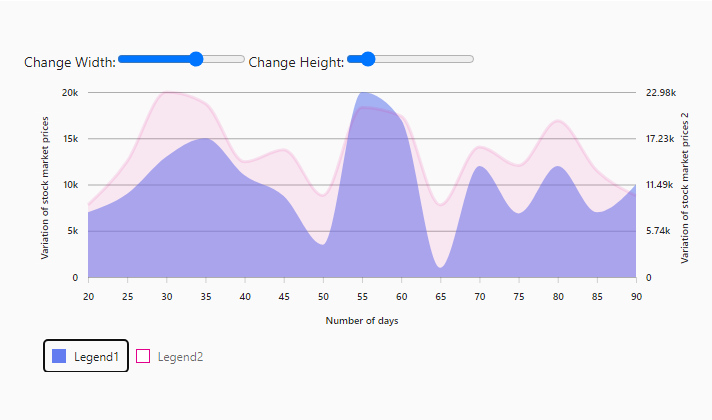 Change Width: Change Height:
20k
15k
10k
5k
0
Variation of stock market prices
22.98k
17.23k
11.49k
5.74k
0
Variation of stock market prices 2
20 25 30 35 40 45 50 55 60 65 70 75 80 85 90
Number of days
Legend1 Legend2